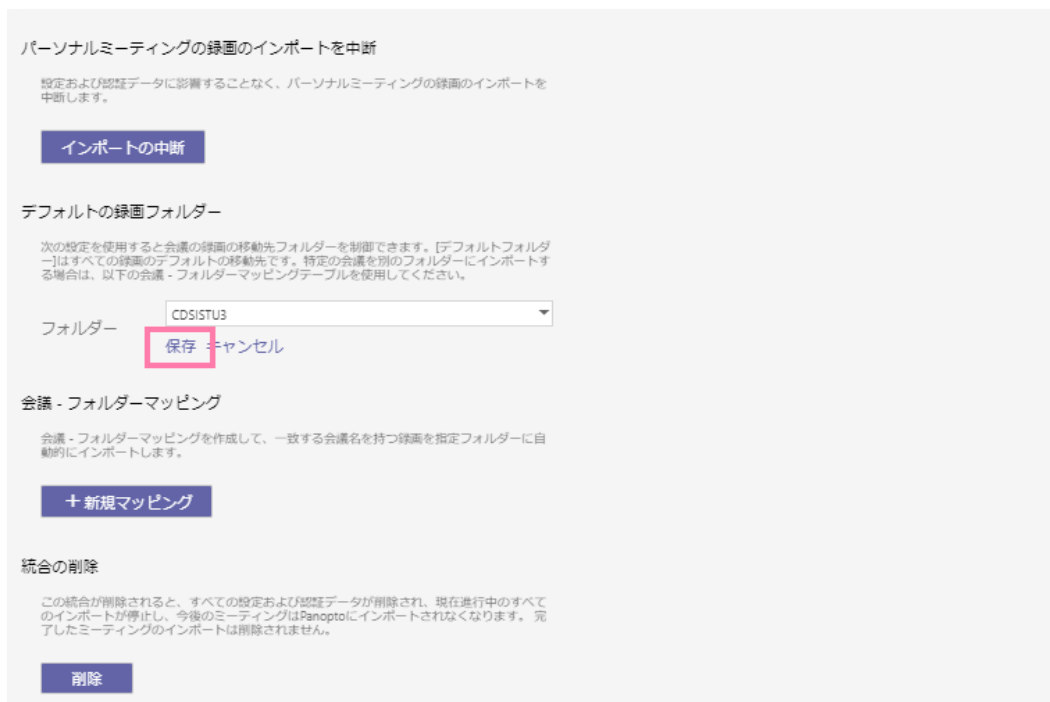 パーソナルミーティングの録画のインポートを中断
設定および認証データに影響することなく、パーソナルミーティングの録画のインポートを
中断します。
インポートの中断
デフォルトの録画フォルダー
次の設定を使用すると会議の録画の移動先フォルダーを制御できます。[デフォルトフォルダ
ー]はすべての録画のデフォルトの移動先です。特定の会議を別のフォルダーにインポートす
る場合は、以下の会議 - フォルダーマッピングテーブルを使用してください。
フォルダー
CDSISTU3
保存 キャンセル
会議 - フォルダーマッピング
会議 - フォルダーマッピングを作成して、一致する会議名を持つ録画を指定フォルダーに自
動的にインポートします。
+ 新規マッピング
統合の削除
この統合が削除されると、すべての設定および認証データが削除され、現在進行中のすべて
のインポートが停止し、今後のミーティングはPanoptoにインポートされなくなります。 完
了したミーティングのインポートは削除されません。
削除